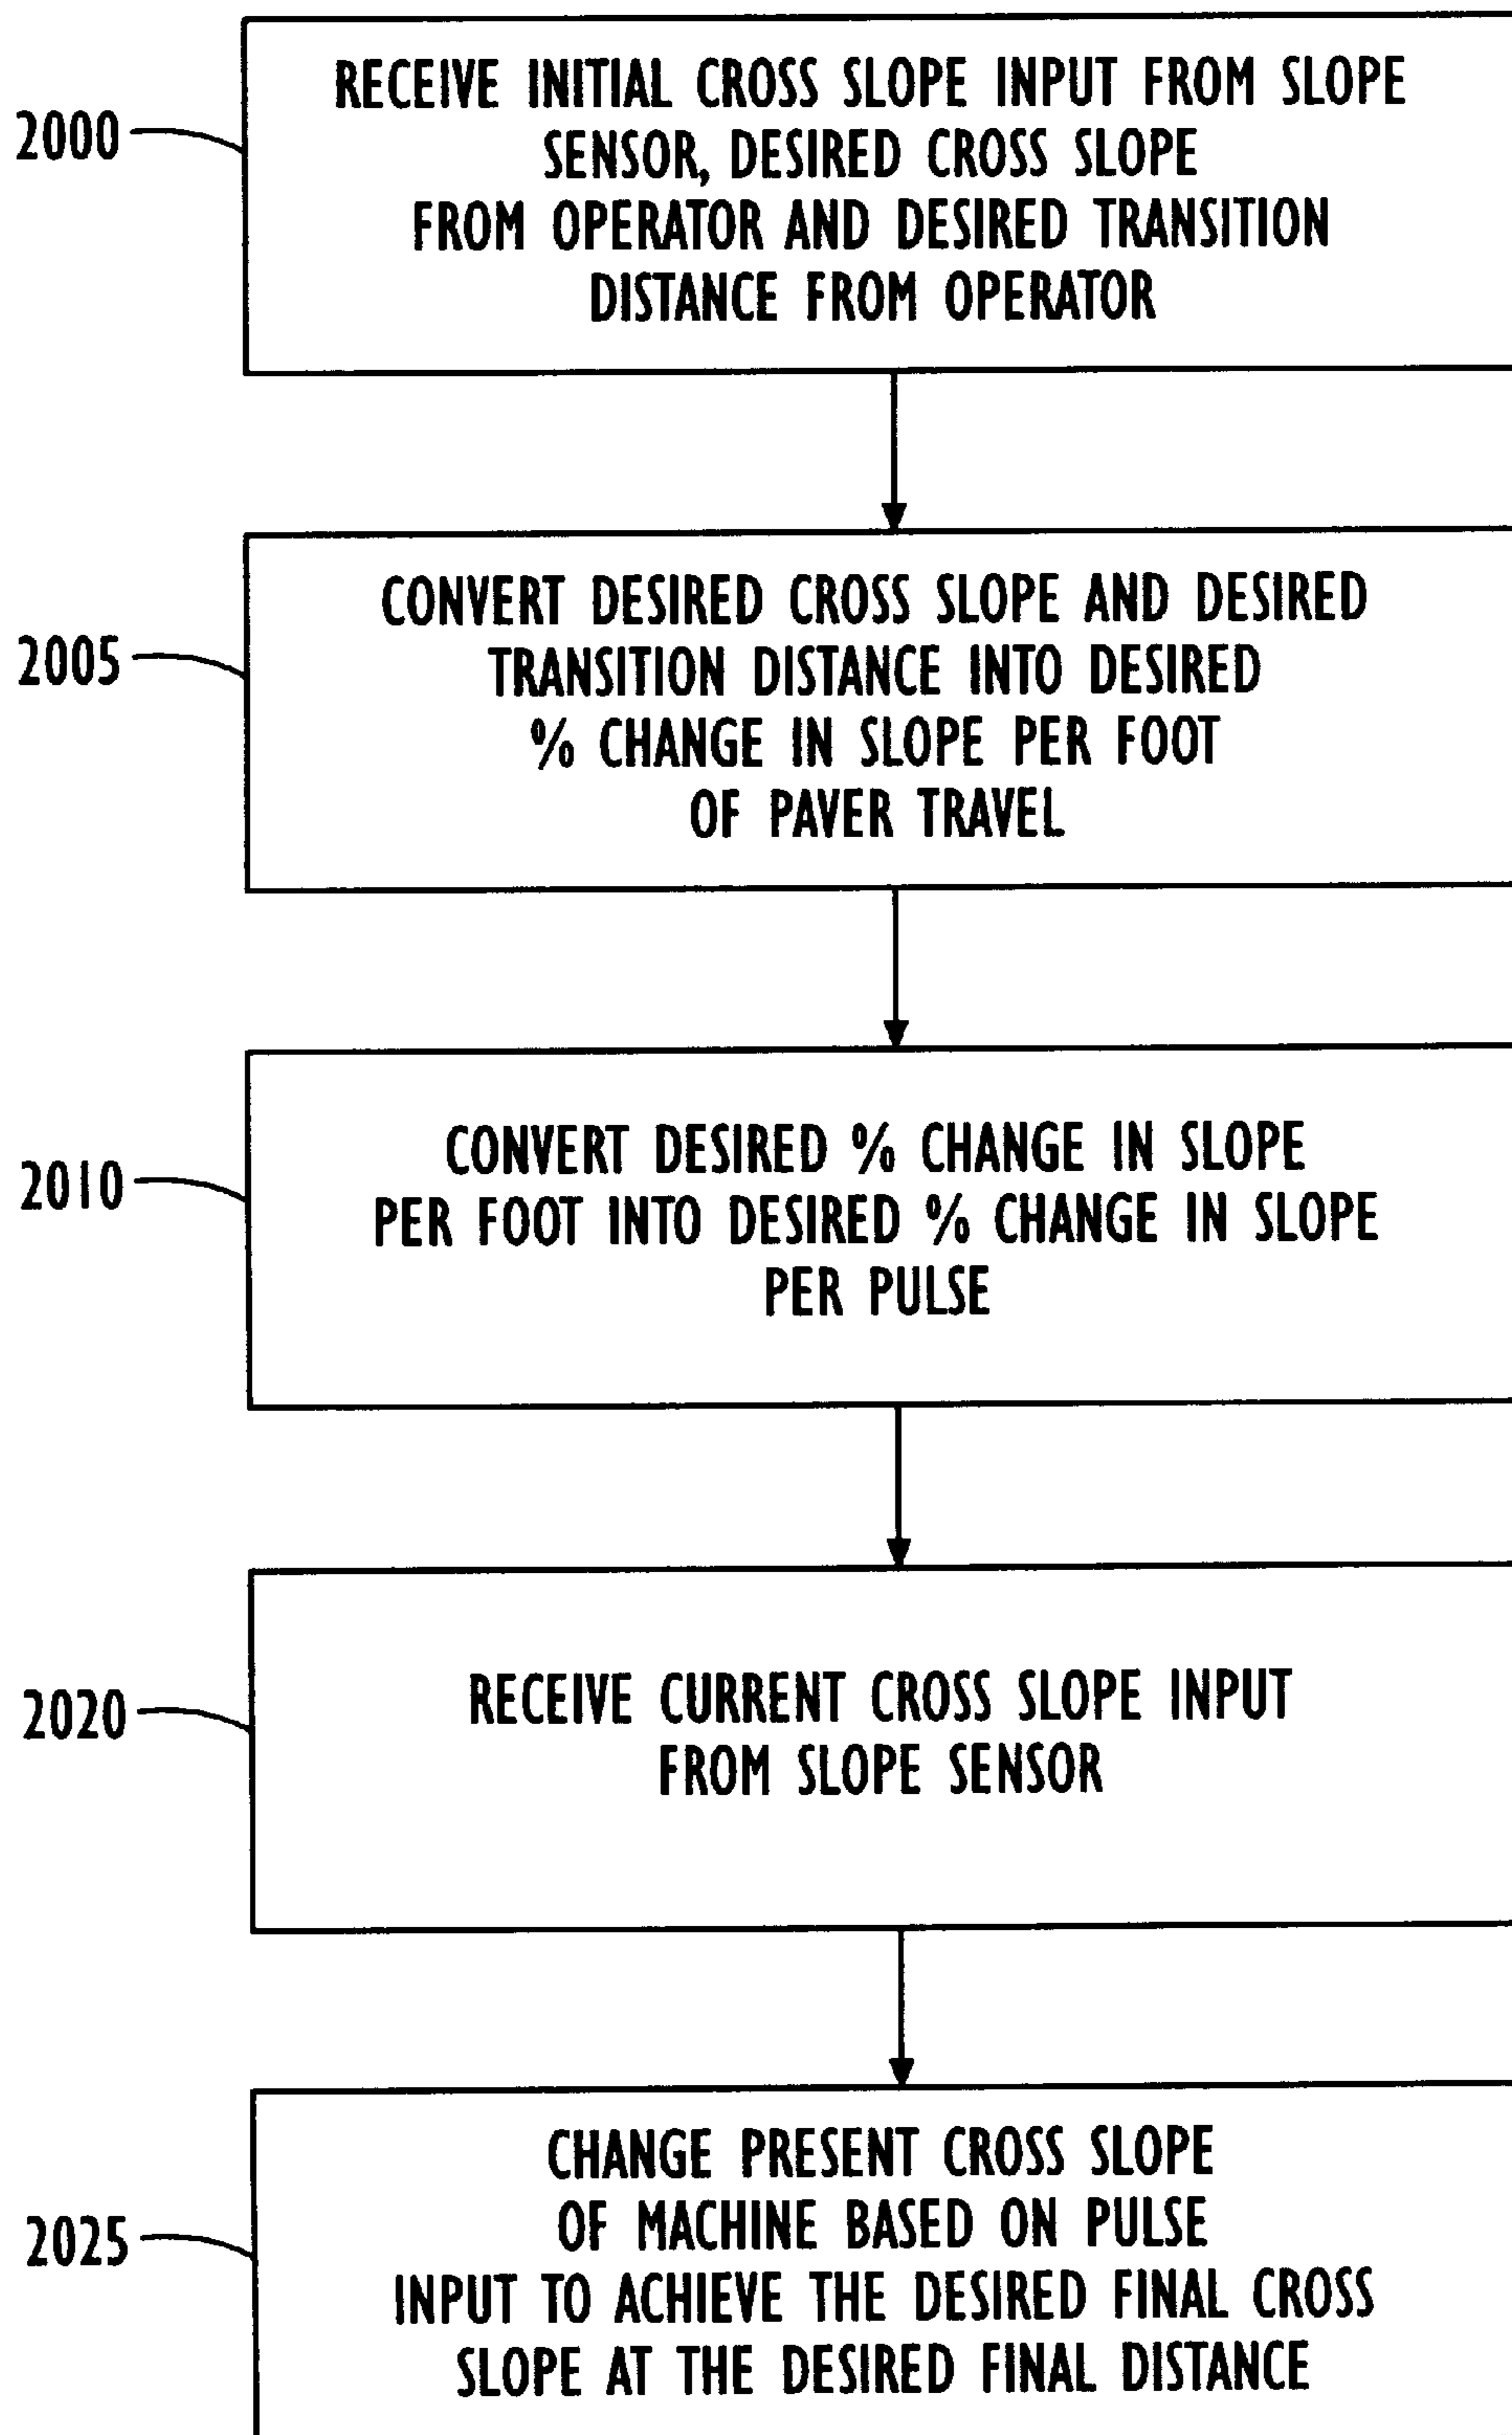 RECEIVE INITIAL CROSS SLOPE INPUT FROM SLOPE
2000
SENSOR, DESIRED CROSS SLOPE
FROM OPERATOR AND DESIRED TRANSITION
DISTANCE FROM OPERATOR
CONVERT DESIRED CROSS SLOPE AND DESIRED
2005
TRANSITION DISTANCE INTO DESIRED
% CHANGE IN SLOPE PER FOOT
OF PAVER TRAVEL
CONVERT DESIRED % CHANGE IN SLOPE
2010
PER FOOT INTO DESIRED % CHANGE IN SLOPE
PER PULSE
2020
RECEIVE CURRENT CROSS SLOPE INPUT
FROM SLOPE SENSOR
CHANGE PRESENT CROSS SLOPE
2025
OF MACHINE BASED ON PULSE
INPUT TO ACHIEVE THE DESIRED FINAL CROSS
SLOPE AT THE DESIRED FINAL DISTANCE